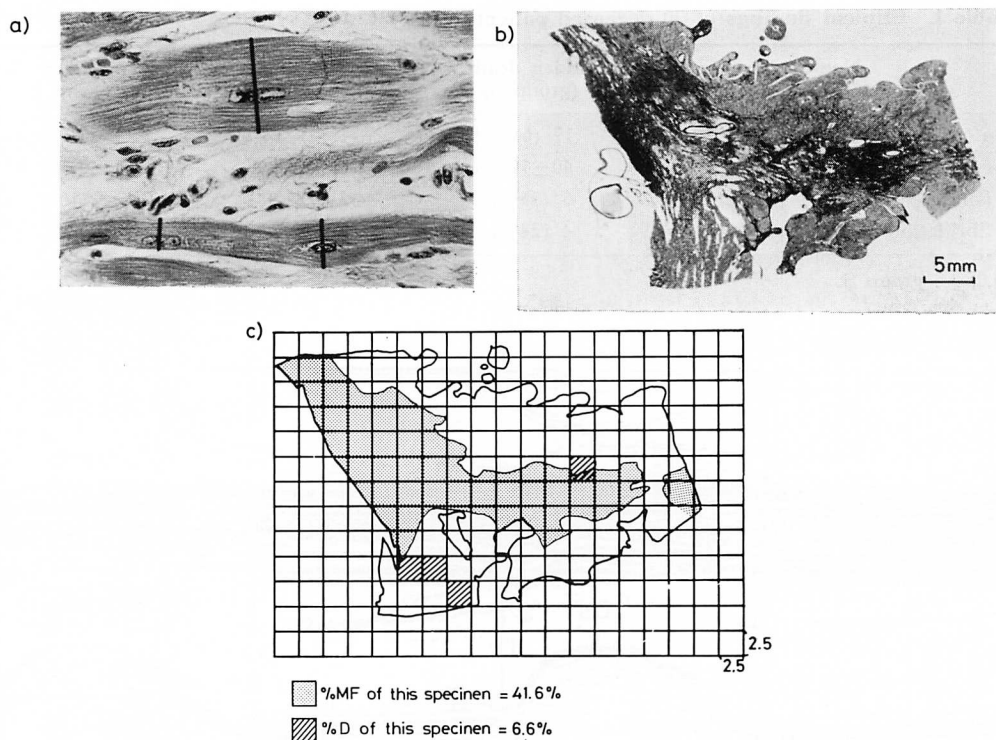 a)
b)
5mm
c)
2.5
2.5
%MF of this specinen = 41.6%
%D of this specinen = 6.6%